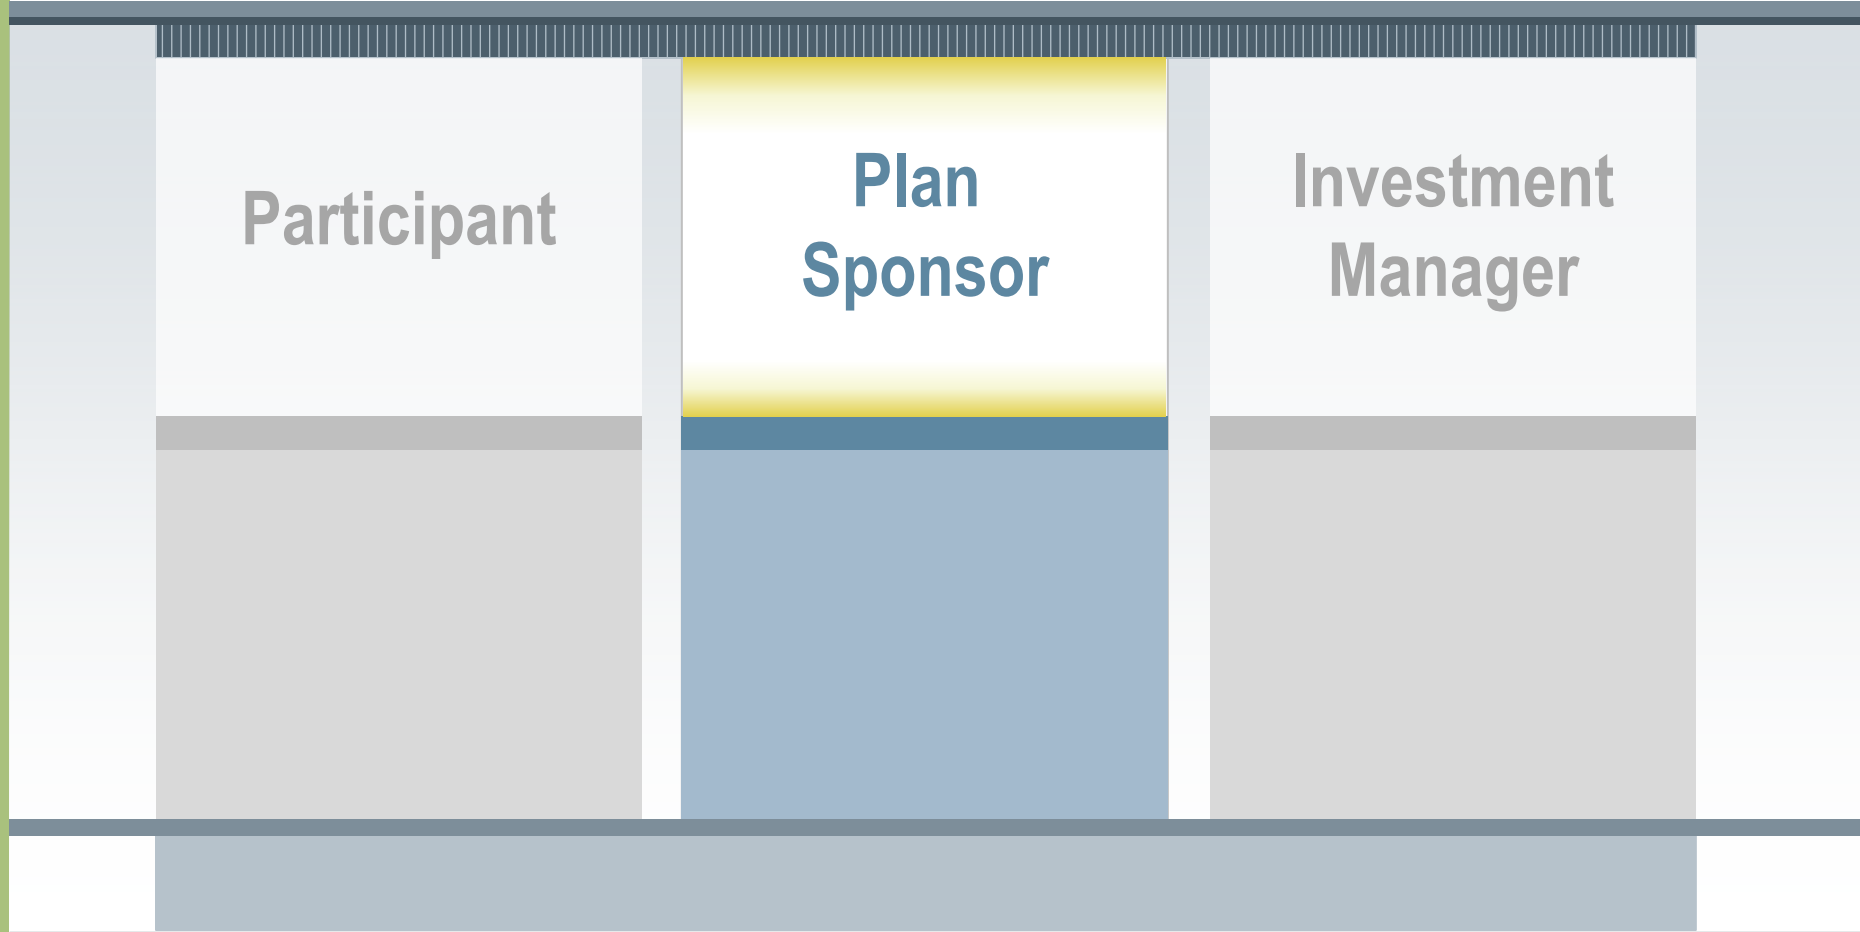 Participant
Plan
Sponsor
Investment
Manager